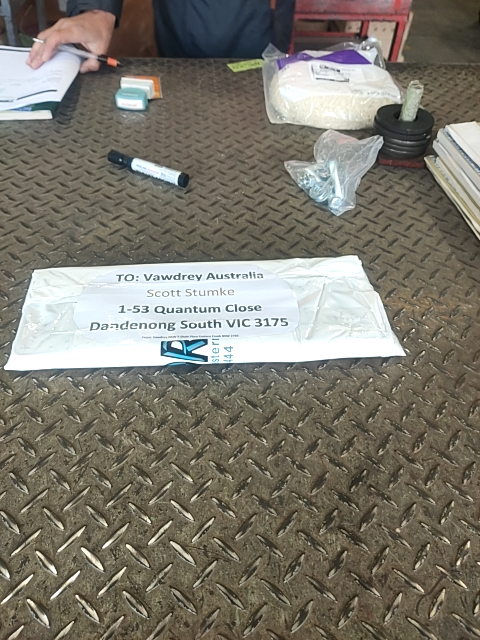 TO: Vawdrey Australia
Scott Stumke
1-53 Quantum Close
Dandenong South VIC 3175